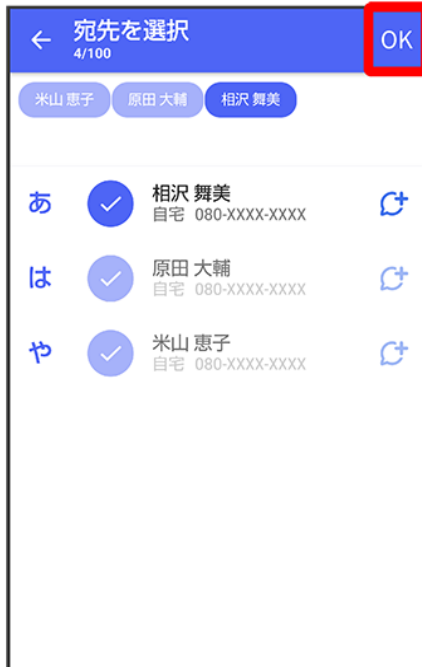 宛先を選択
4/100
OK
米山 恵子 原田 大輔 相沢 舞美
あ
相沢 舞美
自宅 080-XXXX-XXXX
は
原田 大輔
自宅 080-XXXX-XXXX
や
米山 恵子
自宅 080-XXXX-XXXX